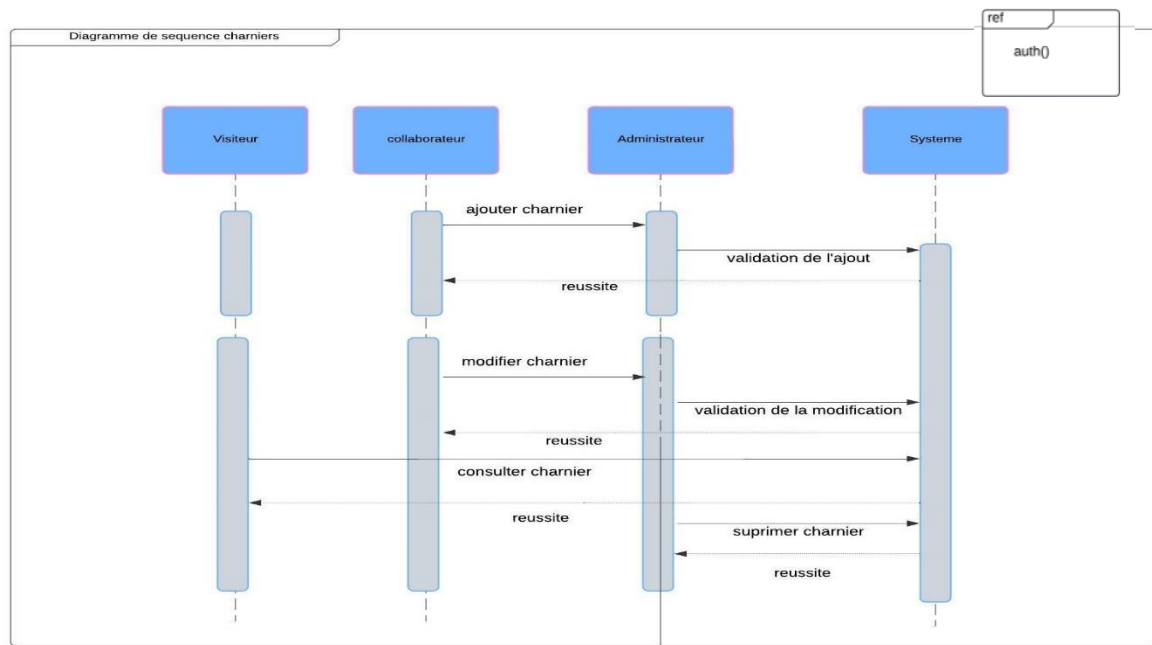 ref
Diagramme de sequence charniers
auth()
Visiteur
collaborateur
Administrateur
Systeme
ajouter charnier
validation de l'ajout
reussite
modifier charnier
validation de la modification
reussite
consulter charnier
reussite
suprimer charnier
reussite